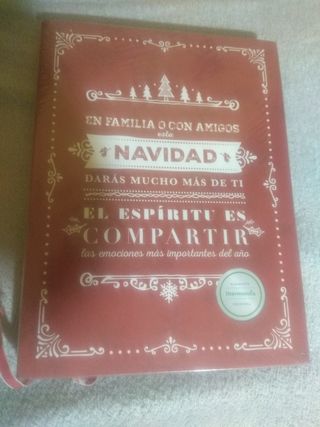 EN FAMILIA O CON AMIGOS
esta
NAVIDAD
DARÁS MUCHO MÁS DE TI
EL ESPÍRITU ES
COMPARTIR
las emociones más importantes del año